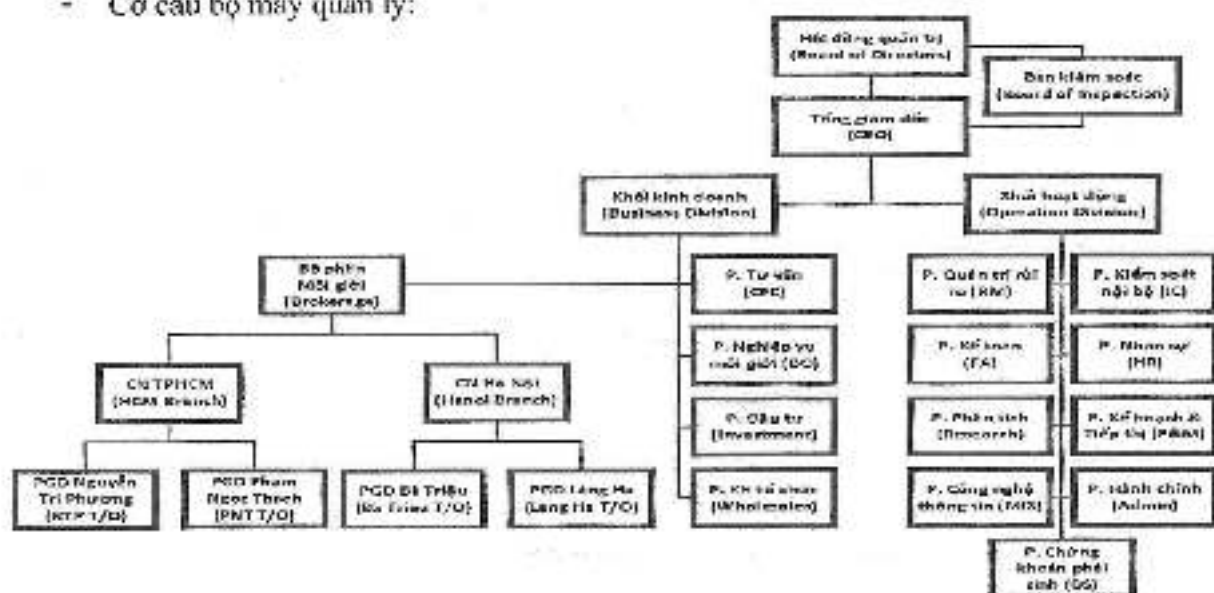 - Cơ cấu bộ máy quản lý:
Hội đồng quản trị
(Board of Directors)
Ban kiểm soát
(Board of Inspection)
Tổng giám đốc
(CEO)
Khối kinh doanh
(Business Division)
Khối hoạt động
(Operation Division)
Bộ phận
Môi giới
(Brokerage)
P. Tư vấn
P. Quản trị rủi
ro (RM)
P. Kiểm soát
nội bộ (IC)
P. Nghiệp vụ
môi giới (BO)
P. Kế toán
(FA)
P. Nhân sự
(HR)
CN TPHCM
(HCM Branch)
CN Hà Nội
(Hanoi Branch)
P. Đầu tư
(Investment)
P. Phân tích
(Research)
P. Kế hoạch &
Tiếp thị
PGD Nguyễn
Tri Phương
(NTP T/O)
PGD Phạm
Ngọc Thạch
(PNT T/O)
PGD Bà Triệu
(Ba Trieu T/O)
PGD Láng Hạ
(Lang Ha T/O)
P. KH tổ chức
(Wholesales)
P. Công nghệ
thông tin (MIS)
P. Hành chính
(Admin)
P. Chứng
khoán phái
sinh (DS)